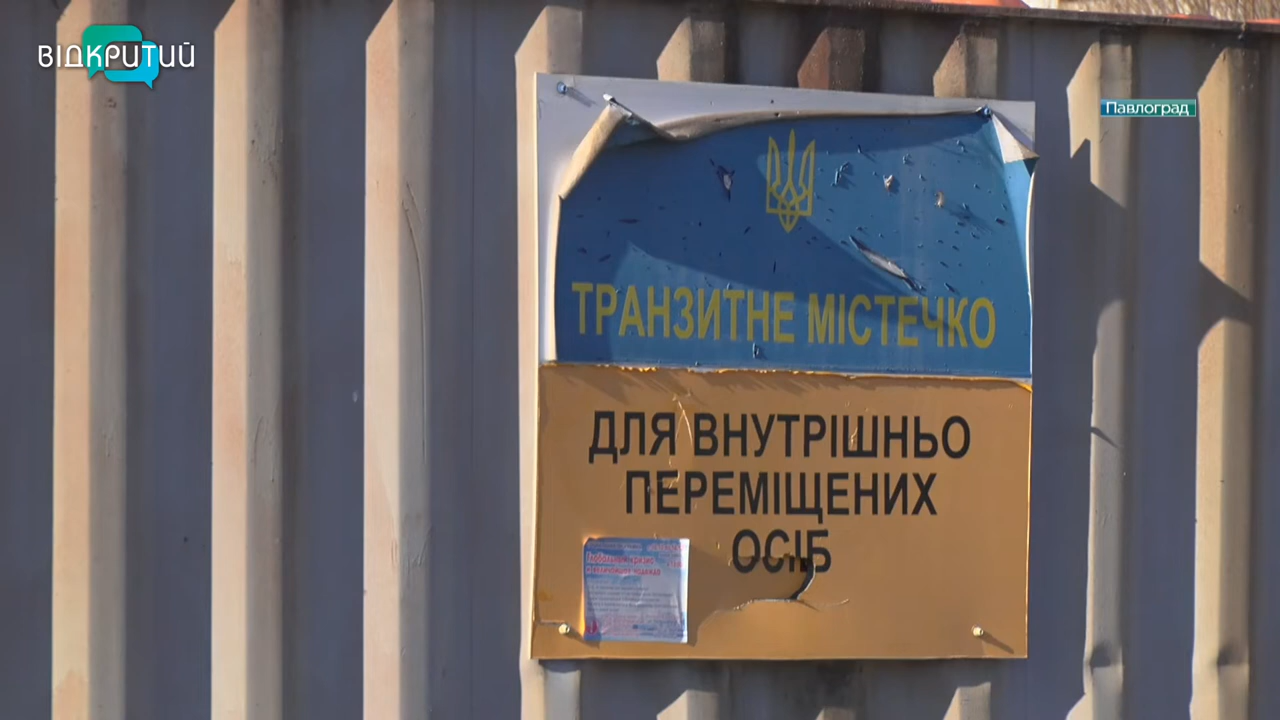 ВІДКРИТИЙ
Павлоград
ТРАНЗИТНЕ МІСТЕЧКО
ДЛЯ ВНУТРІШНЬО
ПЕРЕМІЩЕНИХ
ОСІБ